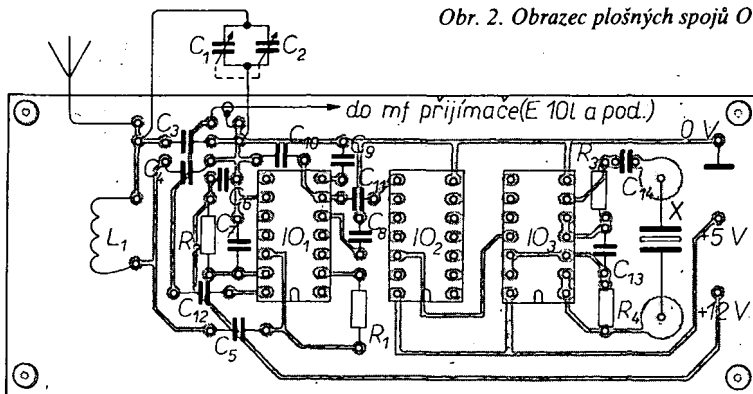 Obr. 2. Obrazec plošných spojů O
C1
C2
do mf přijímače (E 10L a pod.)
C3
C10
C9
0 V
C4
C6
C11
R3
C14
L1
R2
C7
IO1
C8
IO2
IO3
X
C13
+5 V
C12
C5
R1
R4
+12 V